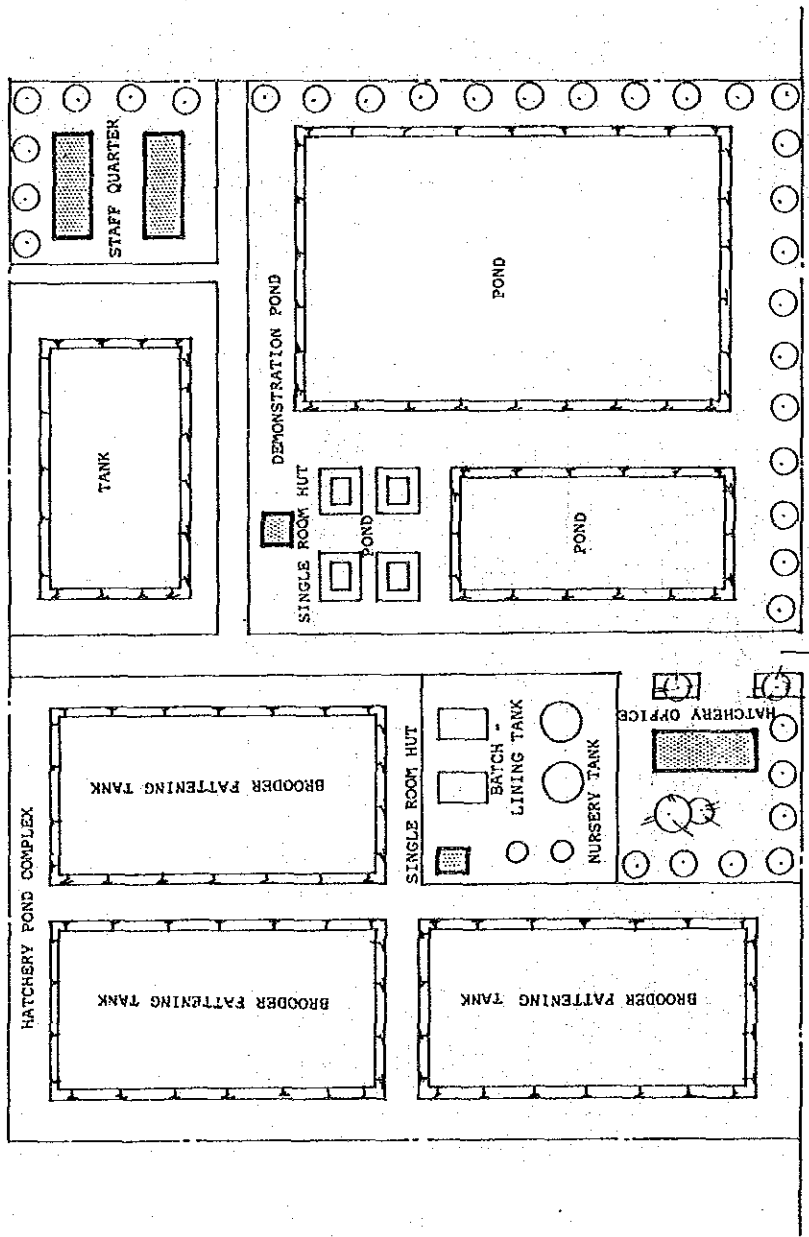 HATCHERY POND COMPLEX
BROODER FATTENING TANK
BROODER FATTENING TANK
BROODER FATTENING TANK
SINGLE ROOM HUT
BATCH -
LINING TANK
NURSERY TANK
HATCHERY OFFICE
TANK
STAFF QUARTER
SINGLE ROOM HUT
POND
DEMONSTRATION POND
POND
POND